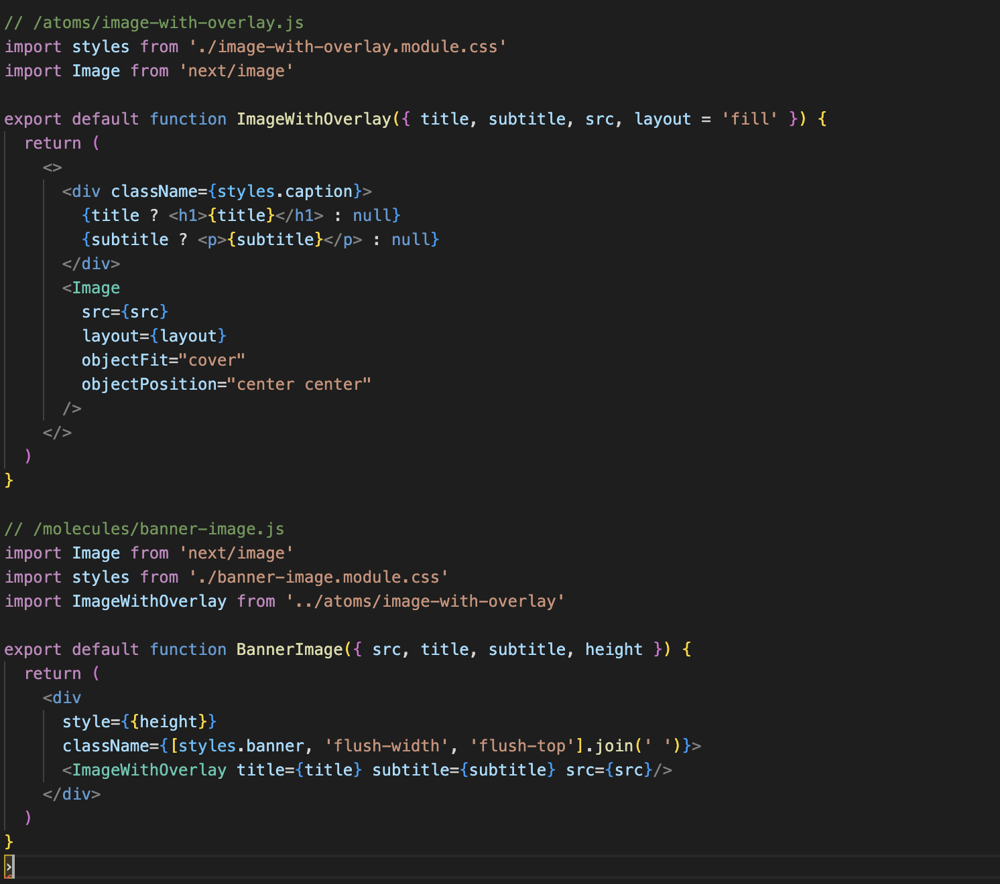 // /atoms/image-with-overlay.js
import styles from './image-with-overlay.module.css'
import Image from 'next/image'

export default function ImageWithOverlay({ title, subtitle, src, layout = 'fill' }) {
  return (
    <>
      <div className={styles.caption}>
        {title ? <h1>{title}</h1> : null}
        {subtitle ? <p>{subtitle}</p> : null}
      </div>
      <Image
        src={src}
        layout={layout}
        objectFit="cover"
        objectPosition="center center"
      />
    </>
  )
}

// /molecules/banner-image.js
import Image from 'next/image'
import styles from './banner-image.module.css'
import ImageWithOverlay from '../atoms/image-with-overlay'

export default function BannerImage({ src, title, subtitle, height }) {
  return (
    <div
      style={{height}}
      className={[styles.banner, 'flush-width', 'flush-top'].join(' ')}>
      <ImageWithOverlay title={title} subtitle={subtitle} src={src}/>
    </div>
  )
}
›